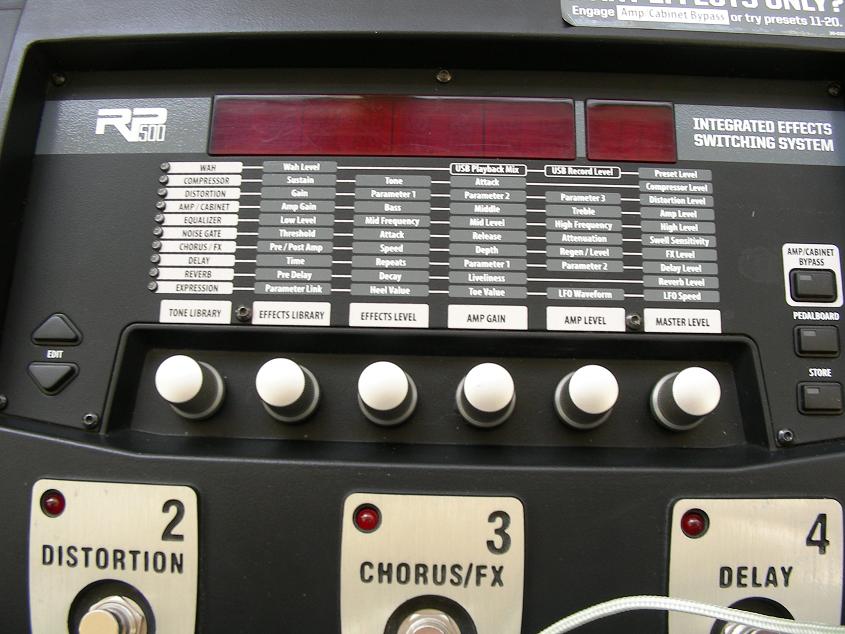 EFFECTS ONLY?
Engage Amp/Cabinet Bypass or try presets 11-20.
RP500
INTEGRATED EFFECTS
SWITCHING SYSTEM
USB Playback Mix USB Record Level
WAH Wah Level Preset Level
COMPRESSOR Sustain Tone Attack Compressor Level
DISTORTION Gain Parameter 1 Parameter 2 Parameter 3 Distortion Level
AMP / CABINET Amp Gain Bass Middle Treble Amp Level
EQUALIZER Low Level Mid Frequency Mid Level High Frequency High Level
NOISE GATE Threshold Attack Release Attenuation Swell Sensitivity
CHORUS / FX Pre / Post Amp Speed Depth Regen / Level FX Level
DELAY Time Repeats Parameter 1 Parameter 2 Delay Level
REVERB Pre Delay Decay Liveliness Reverb Level
EXPRESSION Parameter Link Heel Value Toe Value LFO Waveform LFO Speed
TONE LIBRARY EFFECTS LIBRARY EFFECTS LEVEL AMP GAIN AMP LEVEL MASTER LEVEL
AMP/CABINET
BYPASS
PEDALBOARD
EDIT
STORE
2
DISTORTION
3
CHORUS/FX
4
DELAY